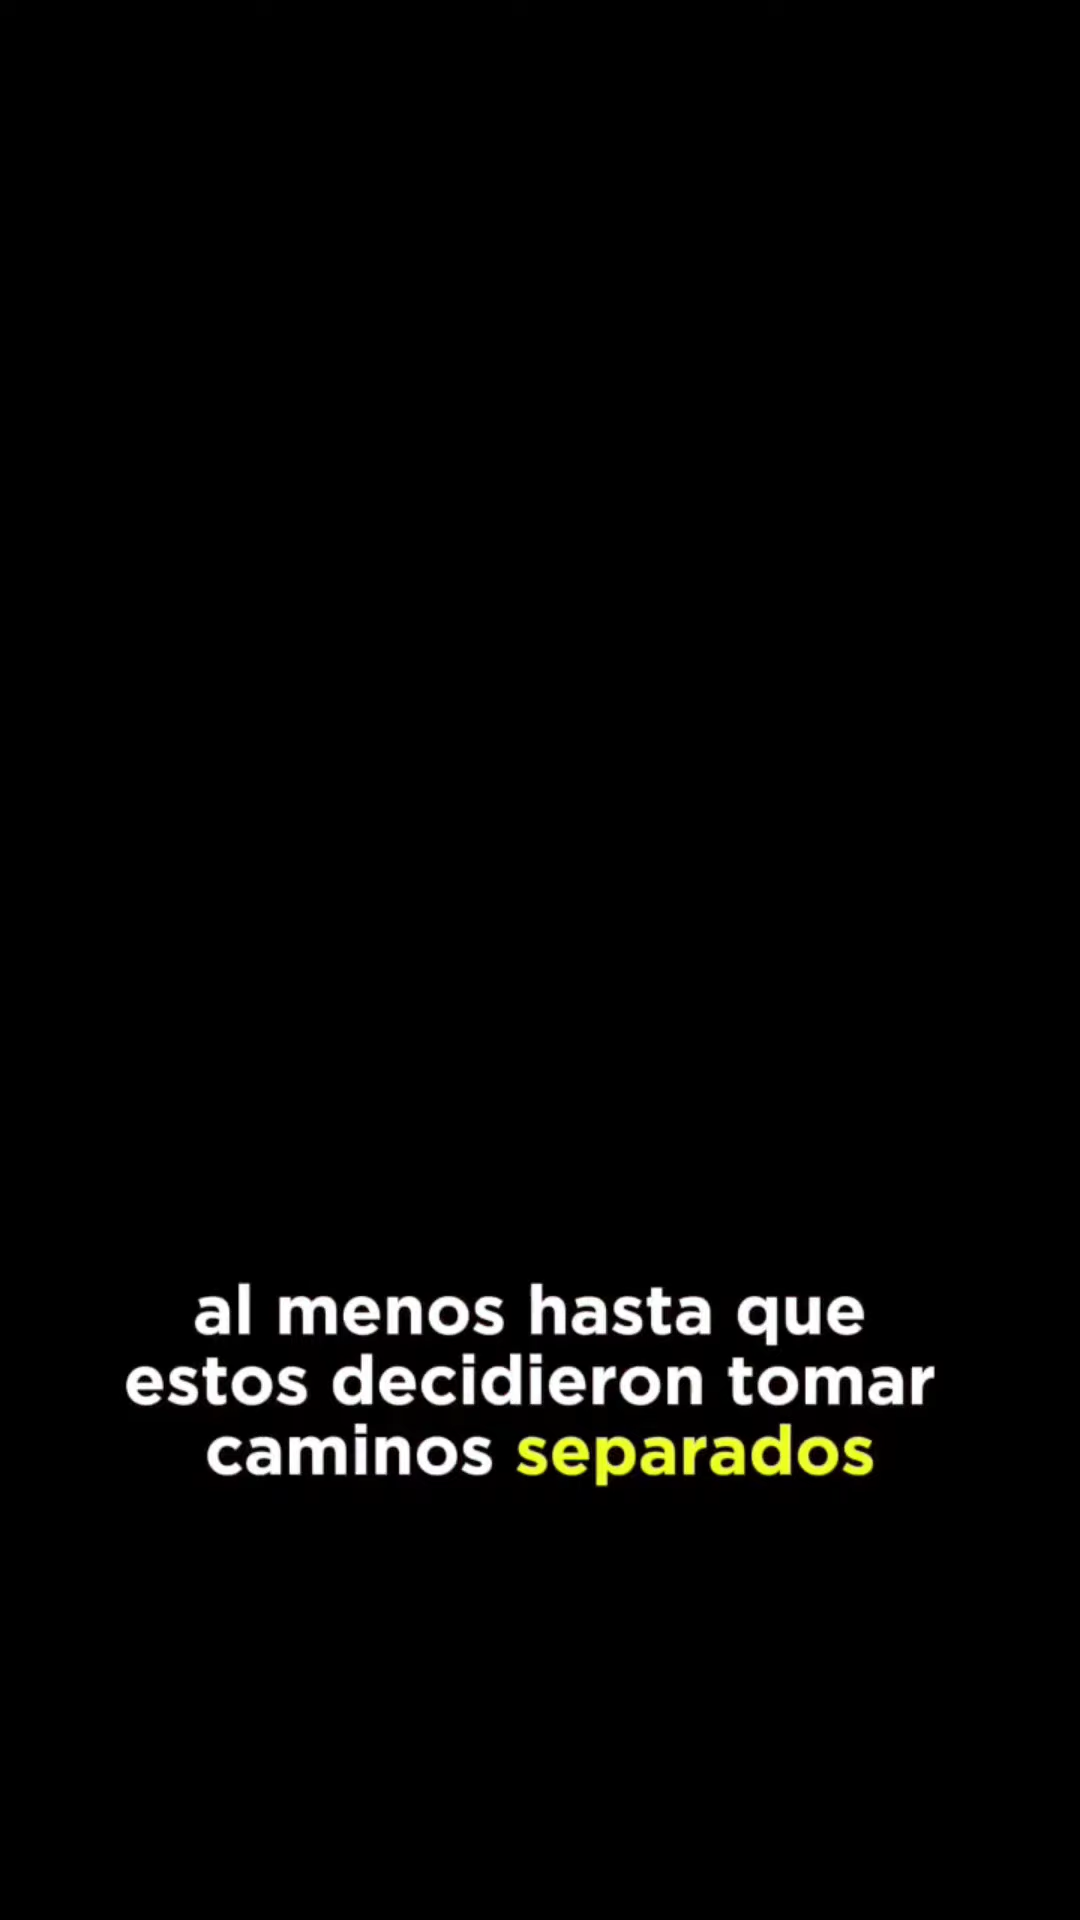 al menos hasta que
estos decidieron tomar
caminos separados